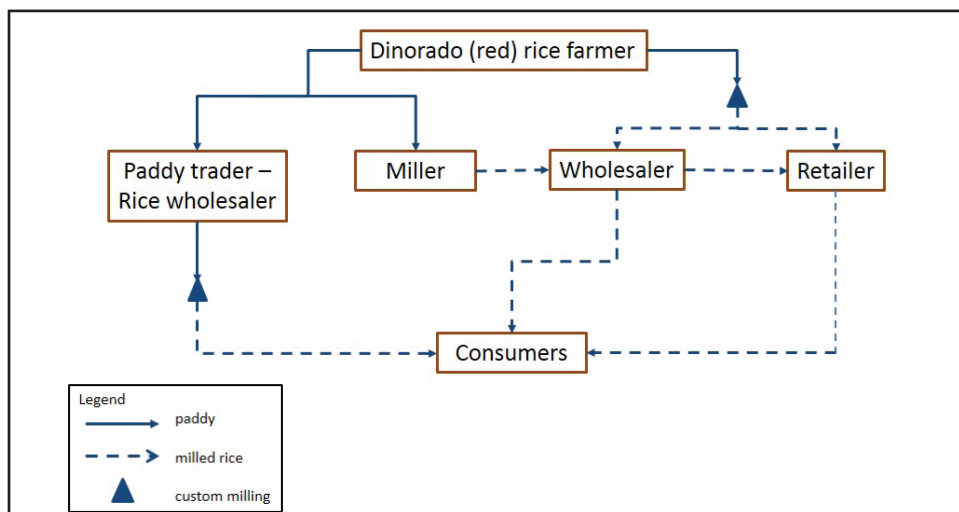 Dinorado (red) rice farmer
Paddy trader –
Rice wholesaler
Miller
Wholesaler
Retailer
Consumers
Legend
paddy
milled rice
custom milling